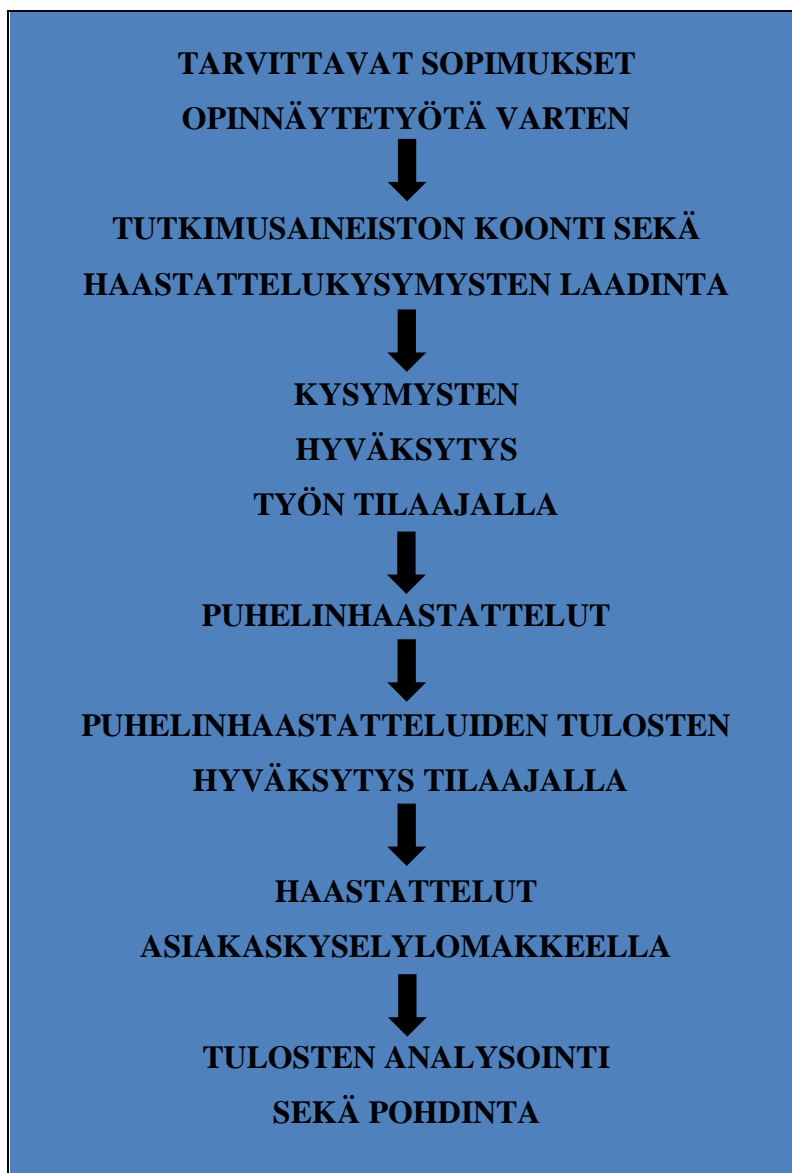 TARVITTAVAT SOPIMUKSET
OPINNÄYTETYÖTÄ VARTEN
TUTKIMUSAINEISTON KOONTI SEKÄ
HAASTATTELUKYSYMYSTEN LAADINTA
KYSYMYSTEN
HYVÄKSYTYS
TYÖN TILAAJALLA
PUHELINHAASTATTELUT
PUHELINHAASTATTELUIDEN TULOSTEN
HYVÄKSYTYS TILAAJALLA
HAASTATTELUT
ASIAKASKYSELYLOMAKKEELLA
TULOSTEN ANALYSOINTI
SEKÄ POHDINTA